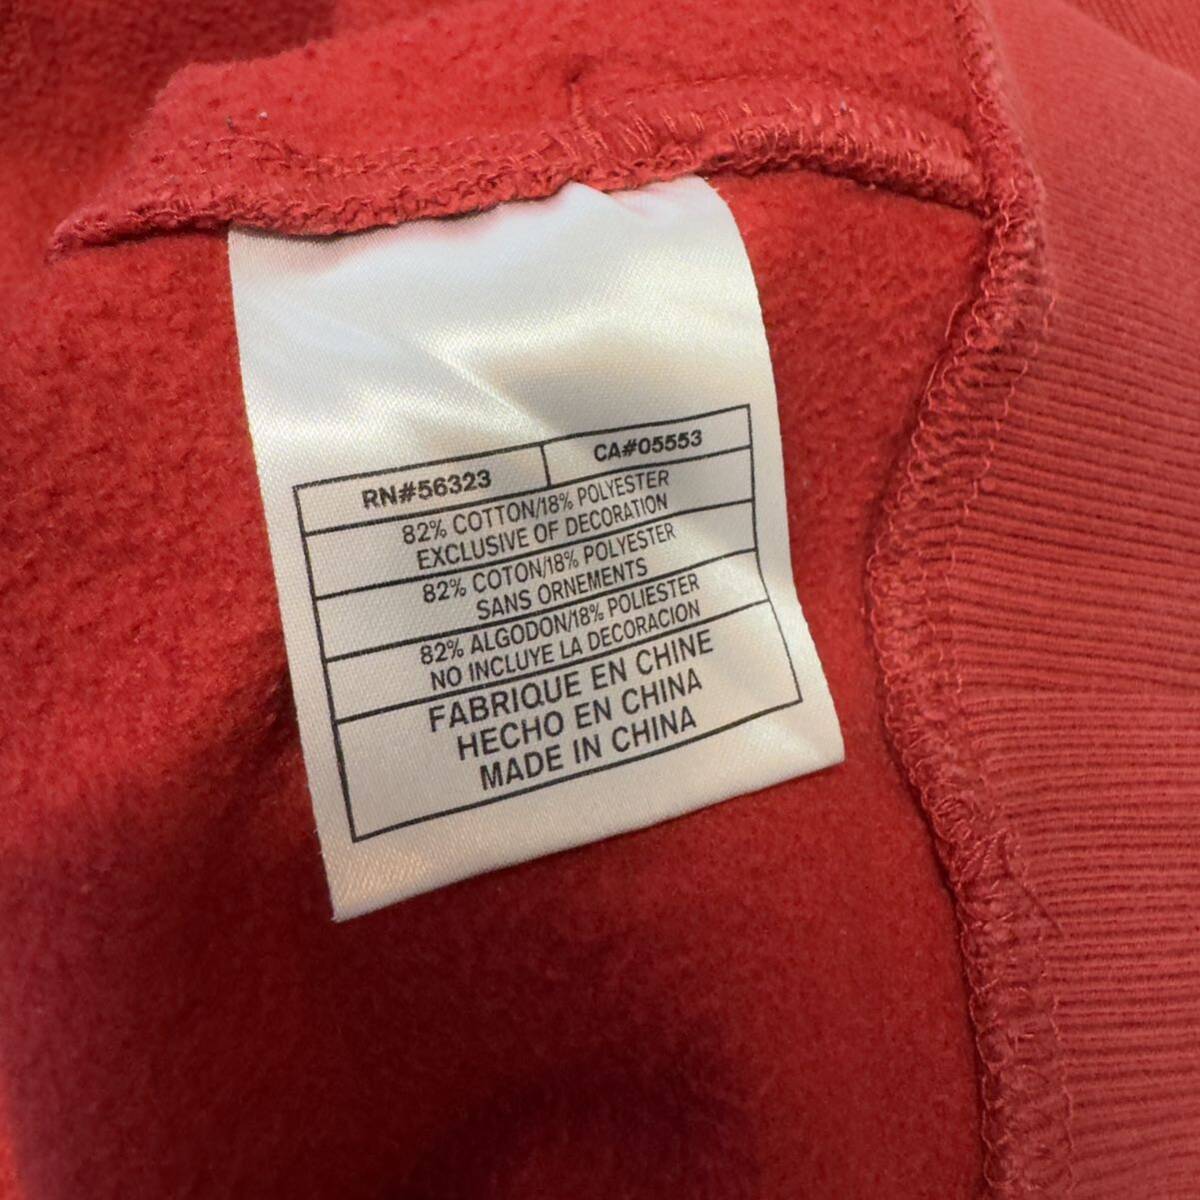 RN#56323 CA#05553
82% COTTON/18% POLYESTER
EXCLUSIVE OF DECORATION
82% COTON/18% POLYESTER
SANS ORNEMENTS
82% ALGODON/18% POLIESTER
NO INCLUYE LA DECORACION
FABRIQUE EN CHINE
HECHO EN CHINA
MADE IN CHINA